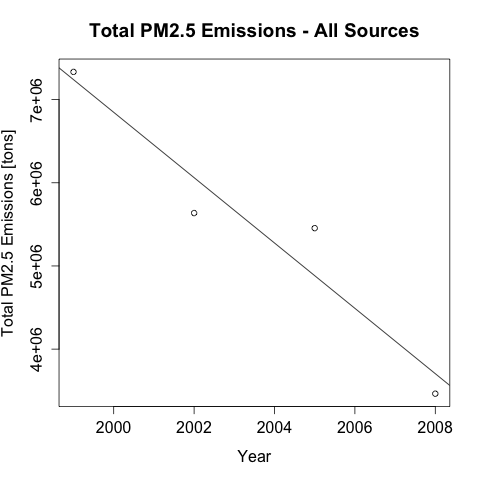 Total PM2.5 Emissions - All Sources
Total PM2.5 Emissions [tons]
7e+06
6e+06
5e+06
4e+06
2000 2002 2004 2006 2008
Year